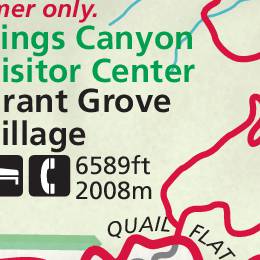 mer only.
ings Canyon
isitor Center
rant Grove
illage
6589ft
2008m
QUAIL FLAT